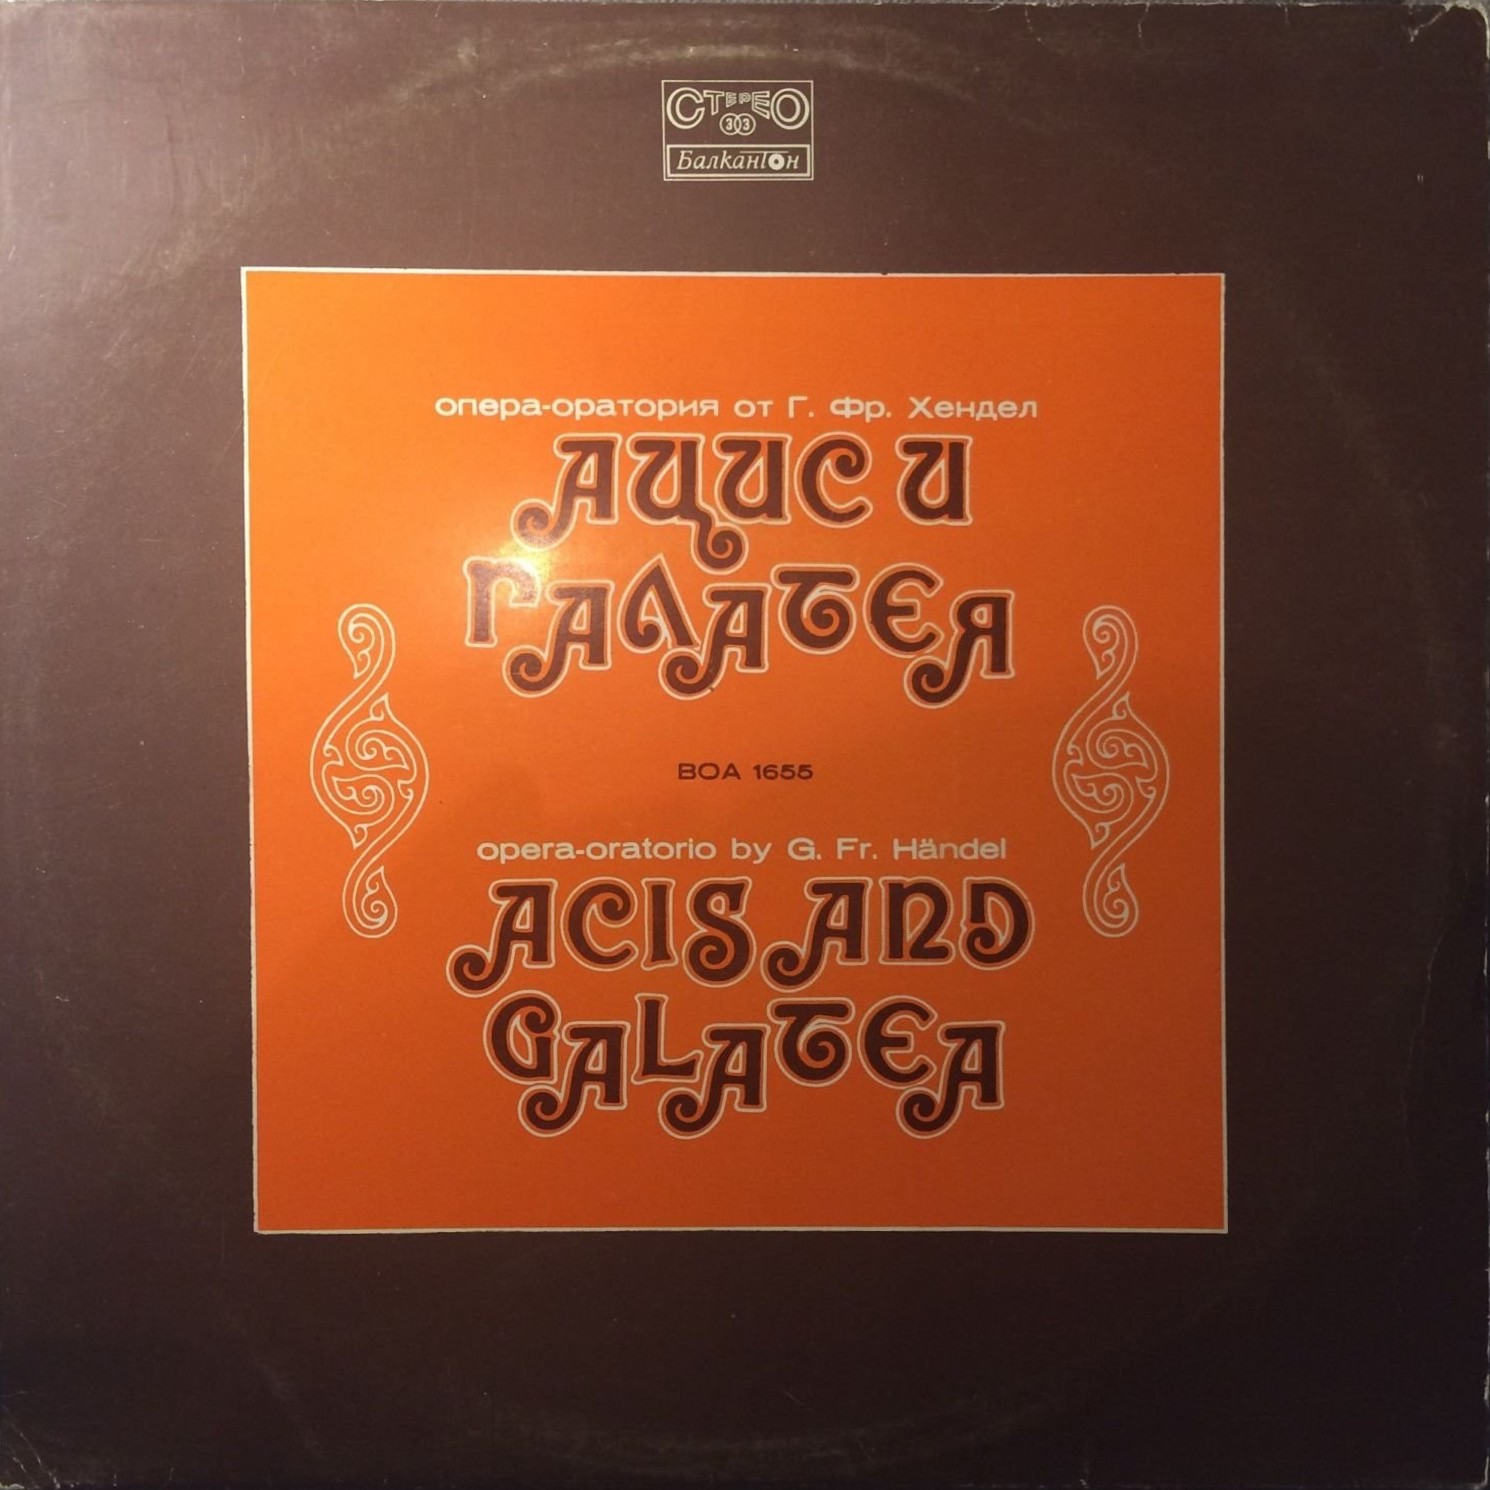 СТЕРЕО
33
Балкантон
опера-оратория от Г. Фр. Хендел
АЦИС И
ГАЛАТЕЯ
ВОА 1655
opera-oratorio by G. Fr. Händel
ACIS AND
GALATEA